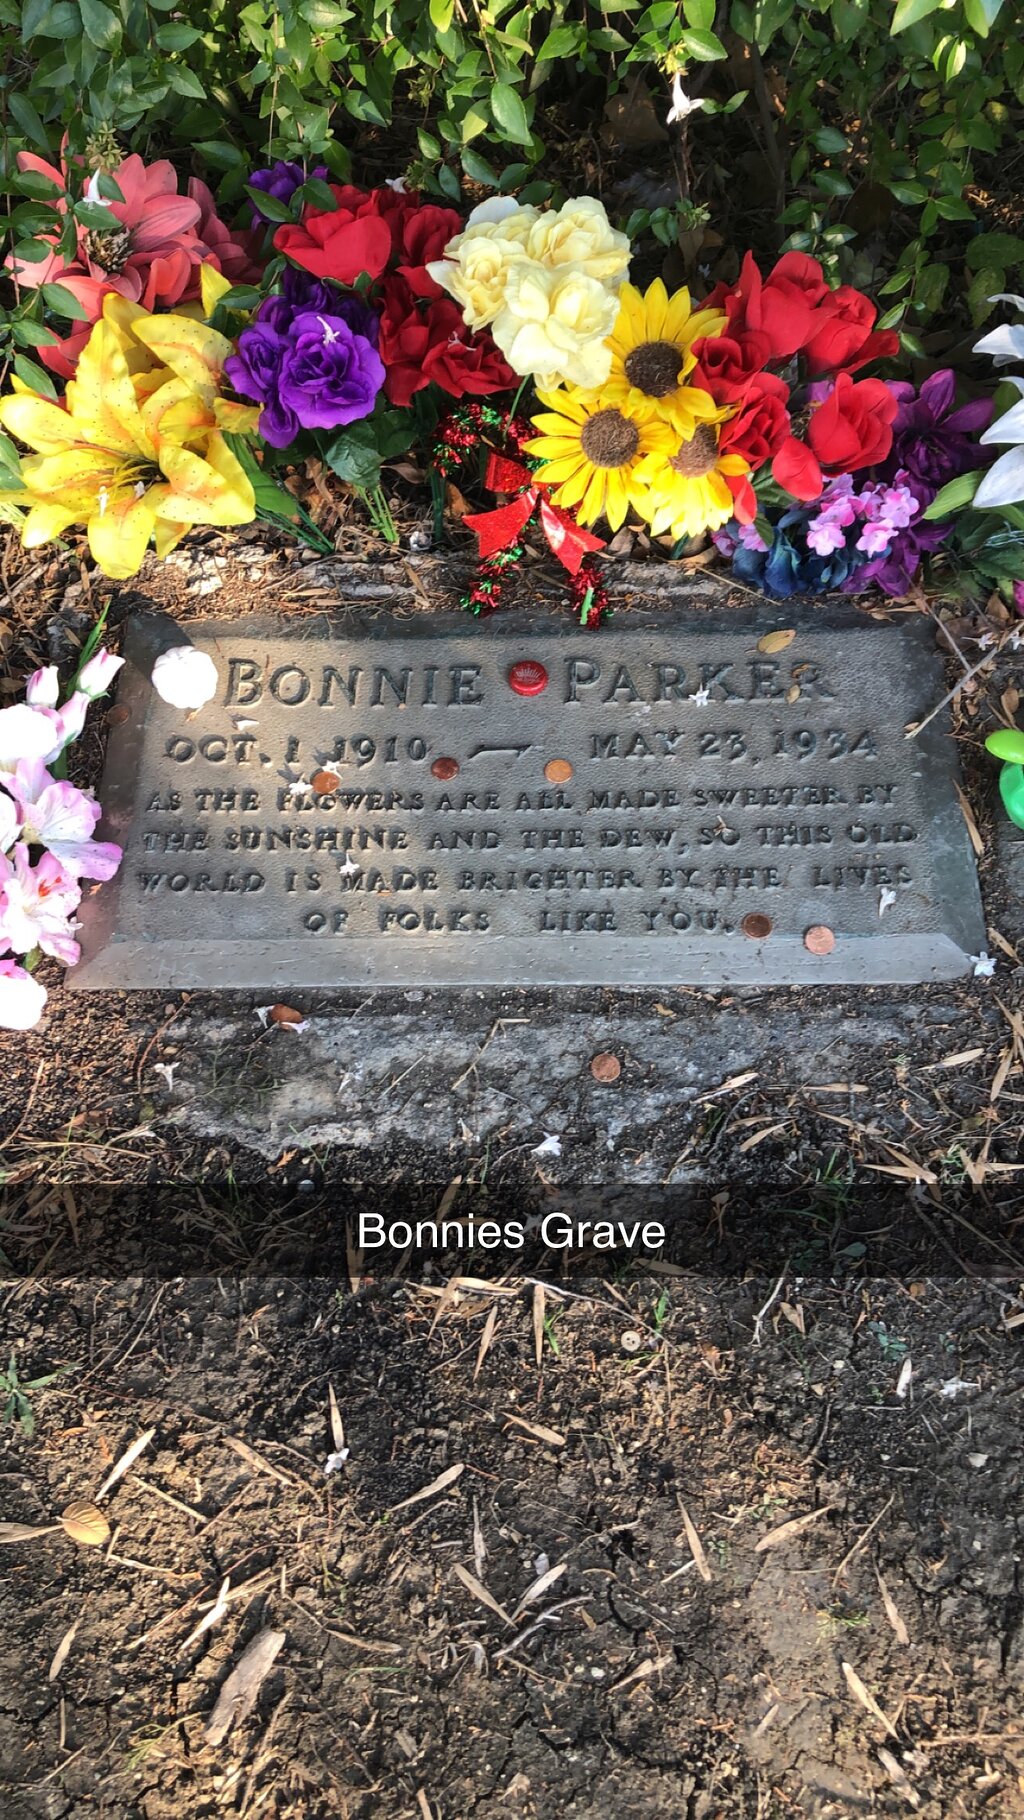 BONNIE PARKER
OCT. 1 1910 — MAY 23, 1934
AS THE FLOWERS ARE ALL MADE SWEETER BY
THE SUNSHINE AND THE DEW, SO THIS OLD
WORLD IS MADE BRIGHTER BY THE LIVES
OF FOLKS LIKE YOU.
Bonnies Grave